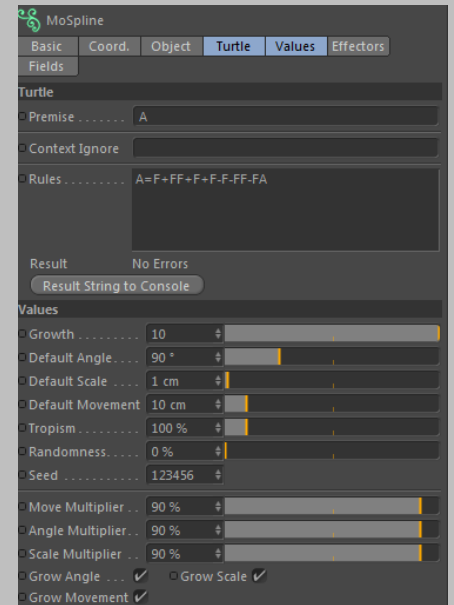 MoSpline
Basic Coord. Object Turtle Values Effectors
Fields
Turtle
Premise . . . . . . . A
Context Ignore
Rules . . . . . . . . . A=F+FF+F+F-F-FF-FA
Result No Errors
Result String to Console
Values
Growth . . . . . . . . . 10
Default Angle. . . . 90 °
Default Scale . . . . 1 cm
Default Movement 10 cm
Tropism. . . . . . . . 100 %
Randomness. . . . . 0 %
Seed . . . . . . . . . . . 123456
Move Multiplier . . 90 %
Angle Multiplier. . 90 %
Scale Multiplier . . 90 %
Grow Angle . . . ✓ Grow Scale ✓
Grow Movement ✓